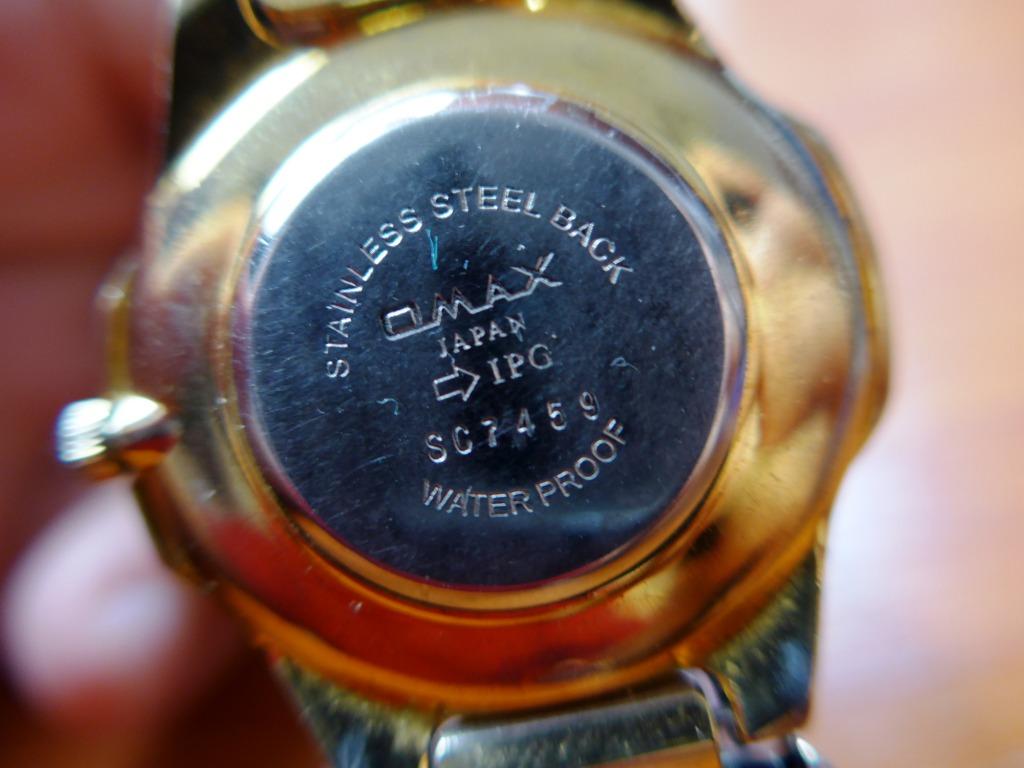 STAINLESS STEEL BACK
OMAX
JAPAN
IPG
SC7459
WATER PROOF